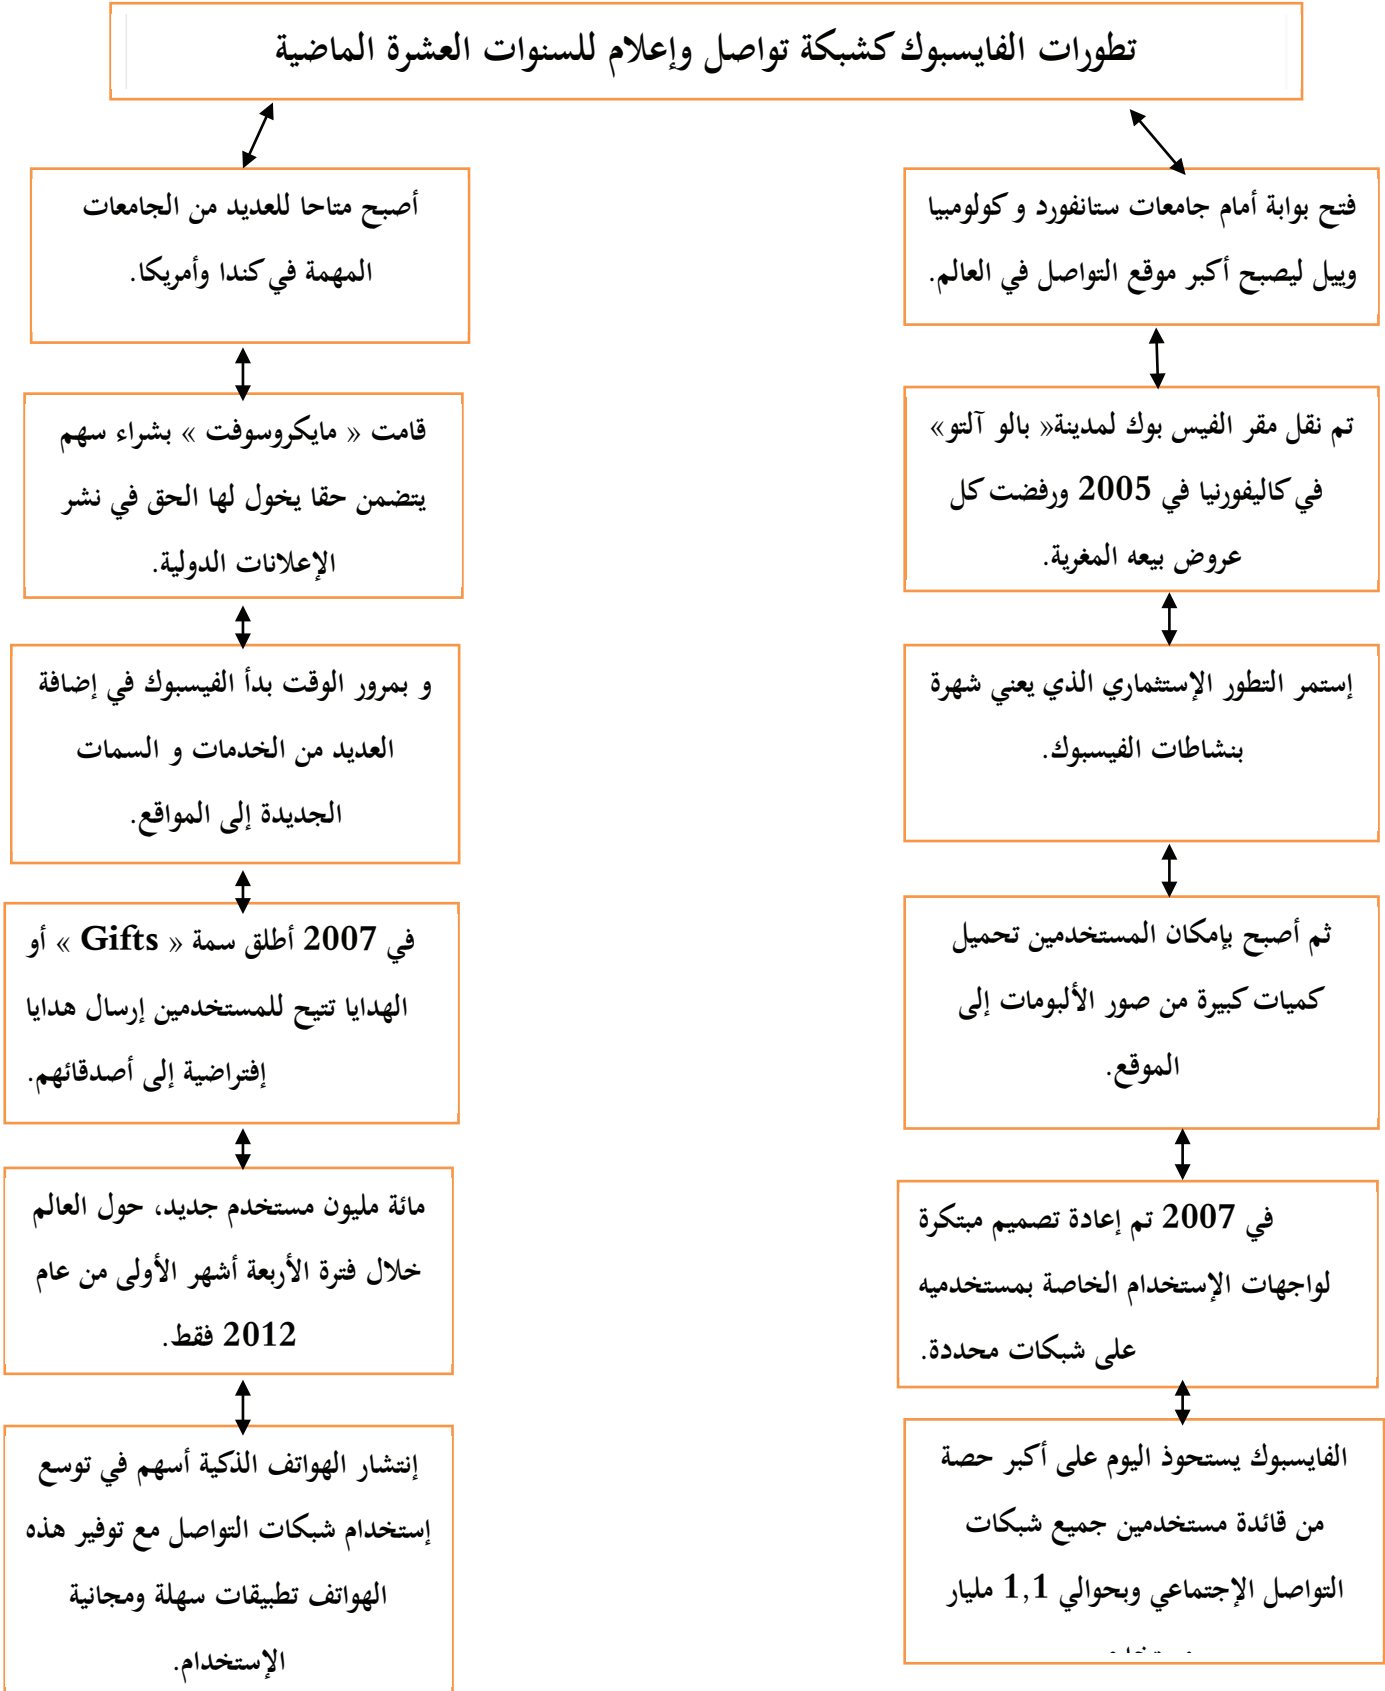 تطورات الفايسبوك كشبكة تواصل وإعلام للسنوات العشرة الماضية
فتح بوابة أمام جامعات ستانفورد و كولومبيا
وييل ليصبح أكبر موقع التواصل في العالم.
تم نقل مقر الفيس بوك لمدينة« بالو آلتو»
في كاليفورنيا في 2005 ورفضت كل
عروض بيعه المغرية.
إستمر التطور الإستثماري الذي يعني شهرة
بنشاطات الفيسبوك.
ثم أصبح بإمكان المستخدمين تحميل
كميات كبيرة من صور الألبومات إلى
الموقع.
في 2007 تم إعادة تصميم مبتكرة
لواجهات الإستخدام الخاصة بمستخدميه
على شبكات محددة.
الفايسبوك يستحوذ اليوم على أكبر حصة
من قائدة مستخدمين جميع شبكات
التواصل الإجتماعي وبحوالي 1,1 مليار
أصبح متاحا للعديد من الجامعات
المهمة في كندا وأمريكا.
قامت « مايكروسوفت » بشراء سهم
يتضمن حقا يخول لها الحق في نشر
الإعلانات الدولية.
و بمرور الوقت بدأ الفيسبوك في إضافة
العديد من الخدمات و السمات
الجديدة إلى المواقع.
في 2007 أطلق سمة « Gifts » أو
الهدايا تتيح للمستخدمين إرسال هدايا
إفتراضية إلى أصدقائهم.
مائة مليون مستخدم جديد، حول العالم
خلال فترة الأربعة أشهر الأولى من عام
2012 فقط.
إنتشار الهواتف الذكية أسهم في توسع
إستخدام شبكات التواصل مع توفير هذه
الهواتف تطبيقات سهلة ومجانية
الإستخدام.